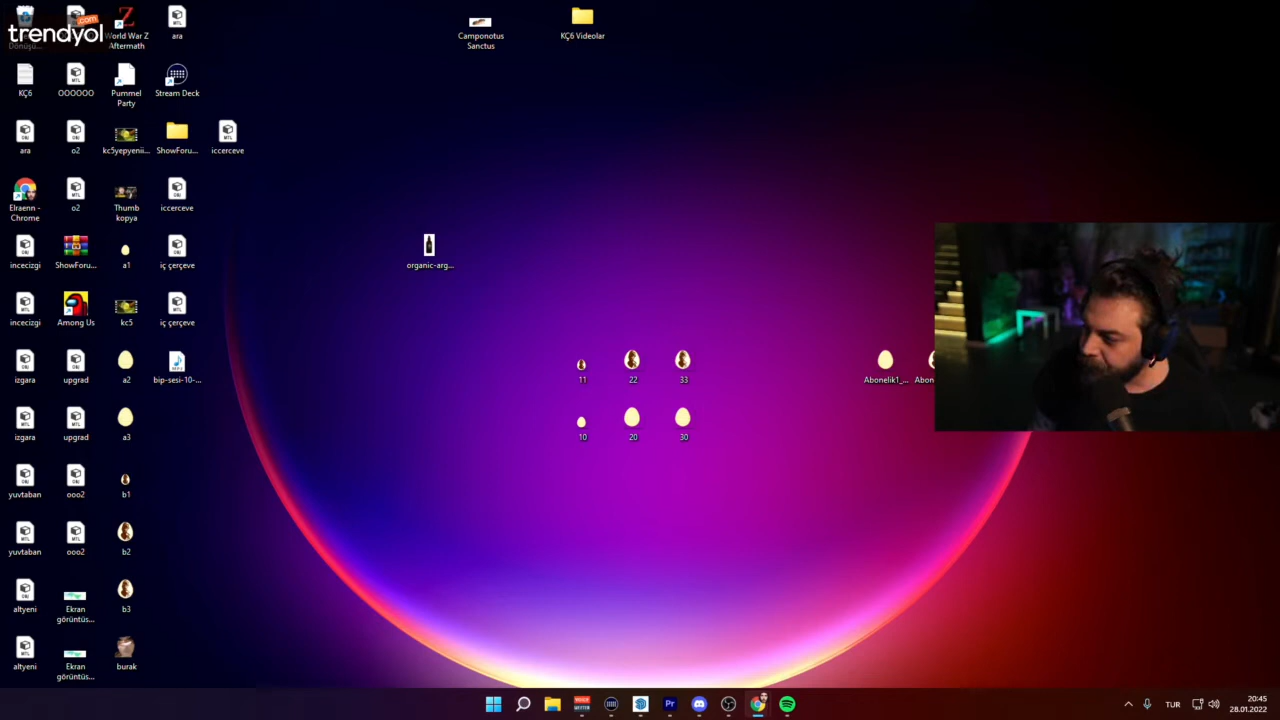 trendyol
.com
Dönüşü...
World War Z
Aftermath
ara
Camponotus
Sanctus
KÇ6 Videolar
KÇ6
OOOOOO
Pummel
Party
Stream Deck
ara
o2
kc5yepyenii...
ShowForu...
iccerceve
Elraenn -
Chrome
o2
Thumb
kopya
iccerceve
incecizgi
ShowForu...
a1
iç çerçeve
organic-arg...
incecizgi
Among Us
kc5
iç çerçeve
izgara
upgrad
a2
bip-sesi-10-...
11
22
33
Abonelik1_...
Abon
izgara
upgrad
a3
10
20
30
yuvtaban
ooo2
b1
yuvtaban
ooo2
b2
altyeni
Ekran
görüntüs...
b3
altyeni
Ekran
görüntüs...
burak
TUR
20:45
28.01.2022